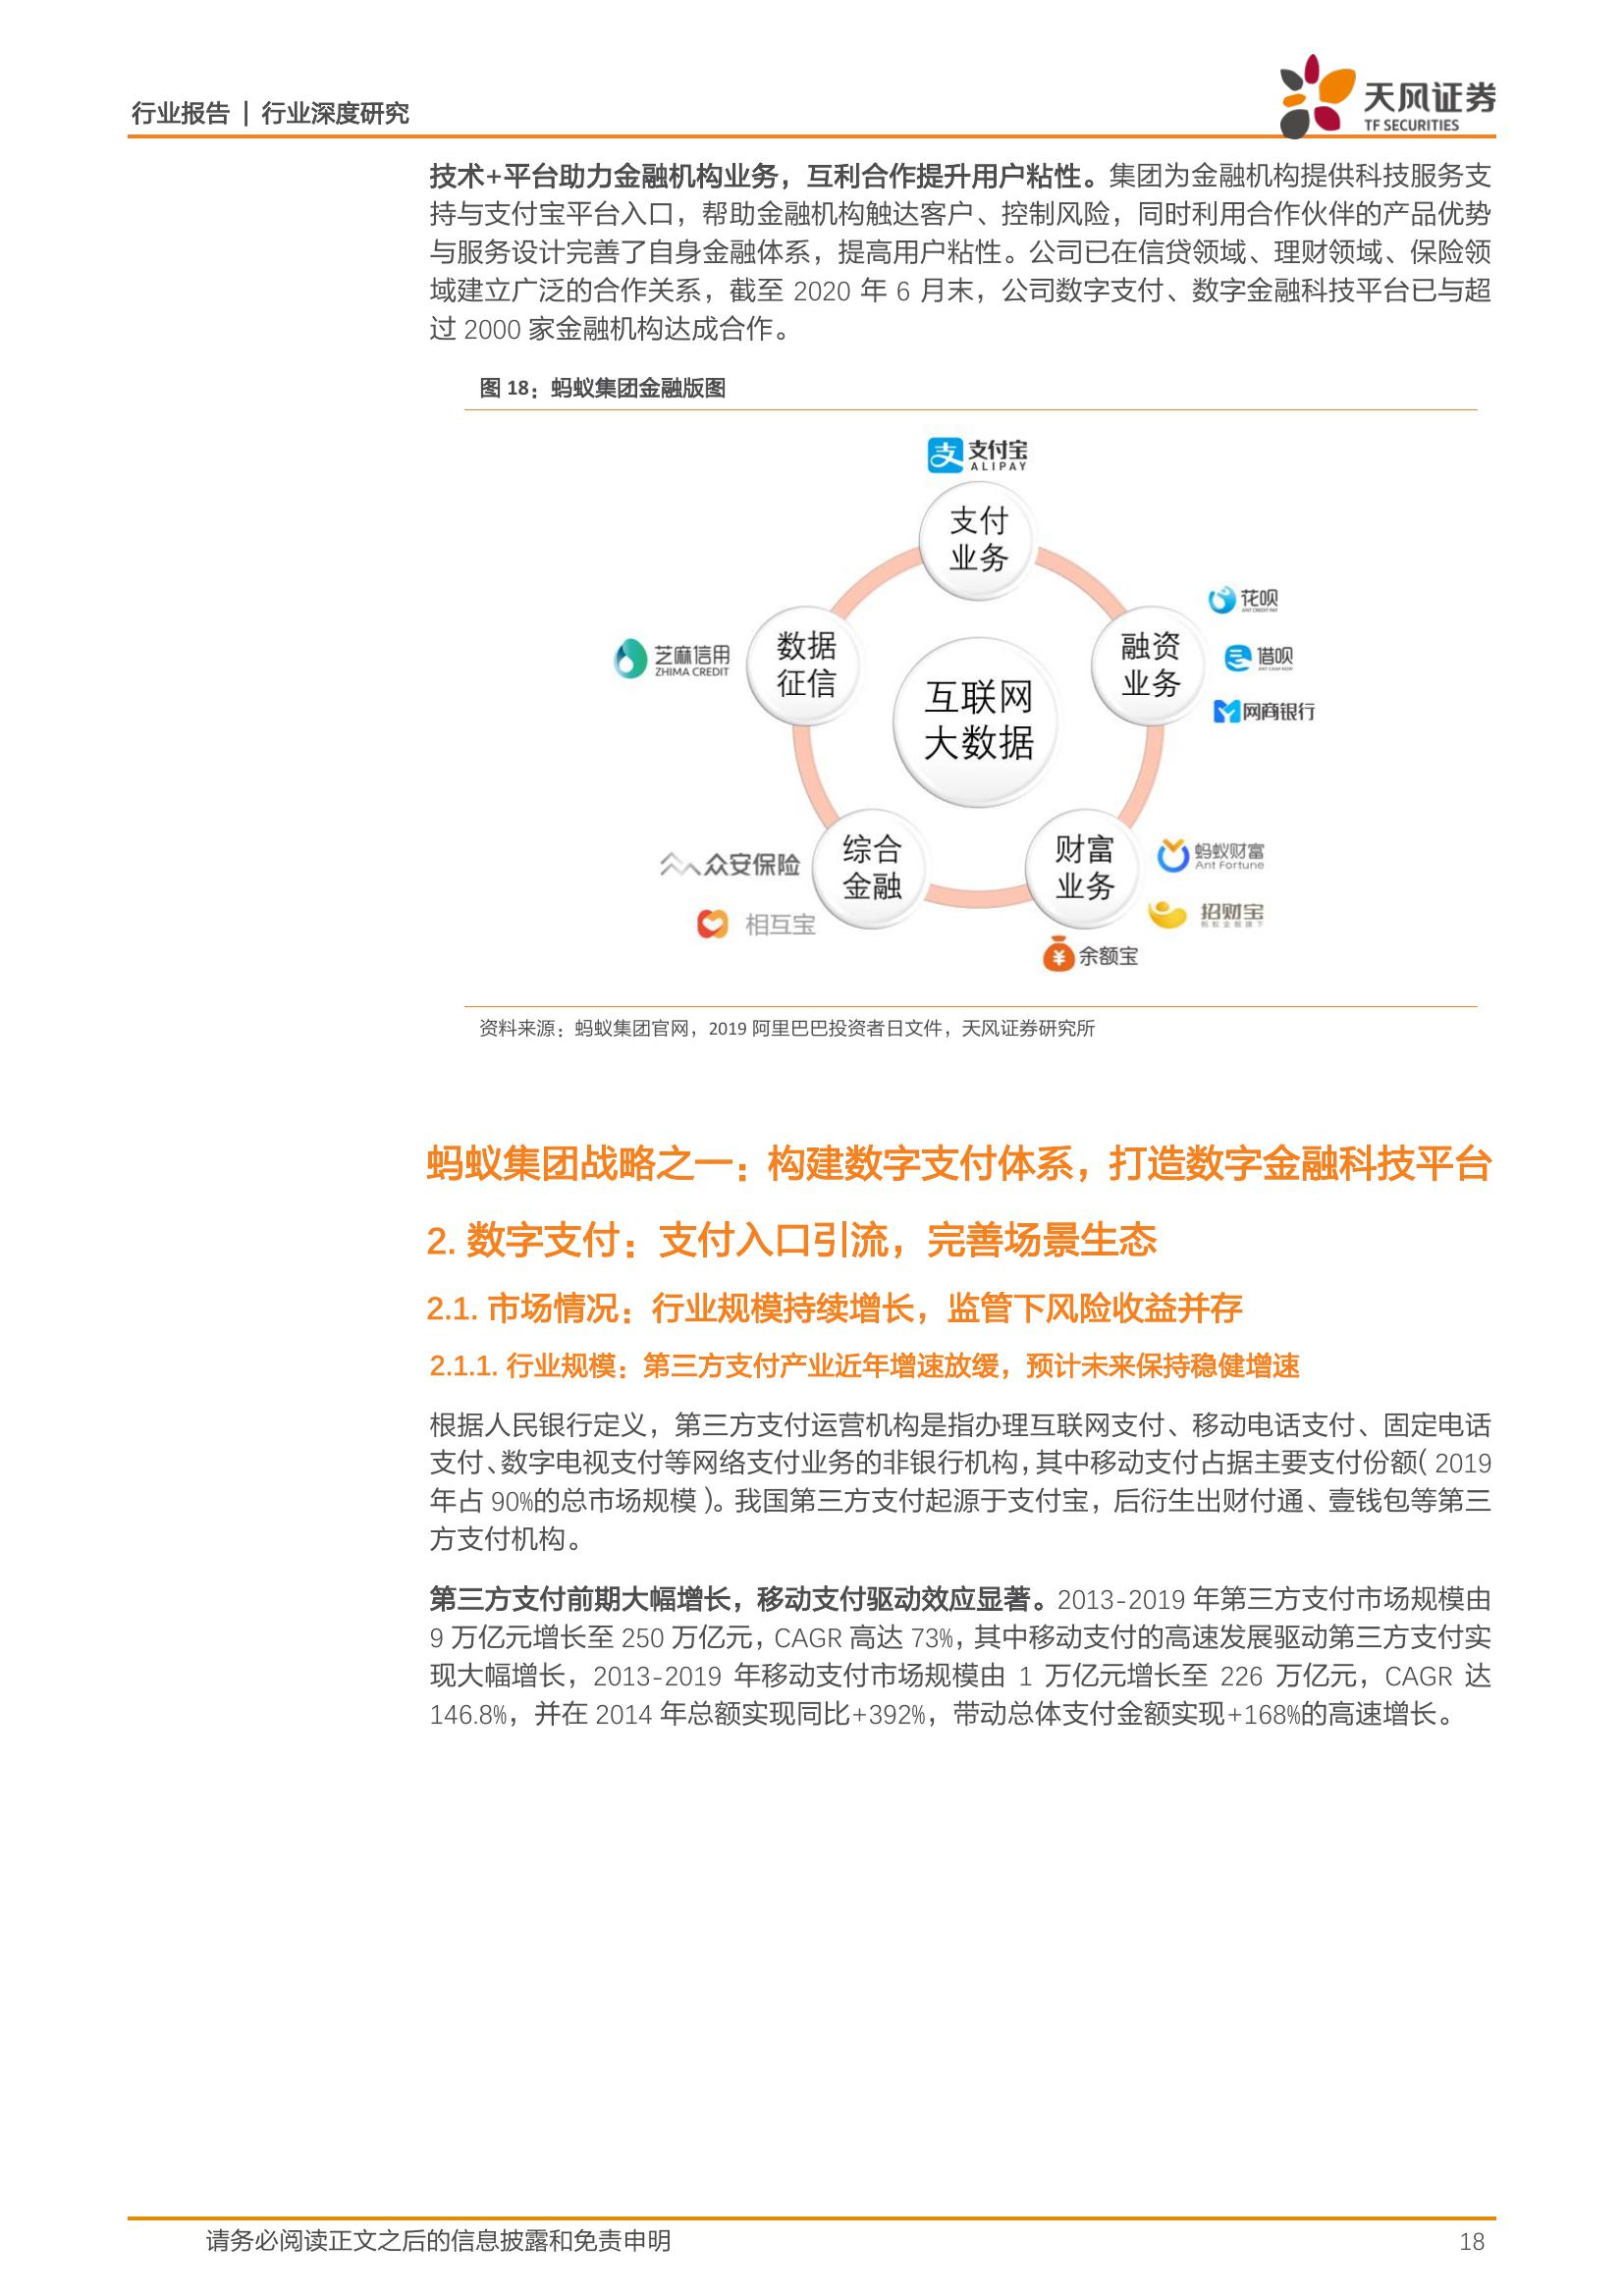 行业报告 | 行业深度研究
天风证券
TF SECURITIES
技术+平台助力金融机构业务，互利合作提升用户粘性。集团为金融机构提供科技服务支
持与支付宝平台入口，帮助金融机构触达客户、控制风险，同时利用合作伙伴的产品优势
与服务设计完善了自身金融体系，提高用户粘性。公司已在信贷领域、理财领域、保险领
域建立广泛的合作关系，截至 2020 年 6 月末，公司数字支付、数字金融科技平台已与超
过 2000 家金融机构达成合作。
图 18：蚂蚁集团金融版图
支付宝
ALIPAY
支付
业务
花呗
芝麻信用
ZHIMA CREDIT
数据
征信
融资
业务
借呗
网商银行
互联网
大数据
众安保险
相互宝
综合
金融
财富
业务
蚂蚁财富
Ant Fortune
招财宝
余额宝
资料来源：蚂蚁集团官网，2019 阿里巴巴投资者日文件，天风证券研究所
蚂蚁集团战略之一：构建数字支付体系，打造数字金融科技平台
2. 数字支付：支付入口引流，完善场景生态
2.1. 市场情况：行业规模持续增长，监管下风险收益并存
2.1.1. 行业规模：第三方支付产业近年增速放缓，预计未来保持稳健增速
根据人民银行定义，第三方支付运营机构是指办理互联网支付、移动电话支付、固定电话
支付、数字电视支付等网络支付业务的非银行机构，其中移动支付占据主要支付份额（2019
年占 90%的总市场规模）。我国第三方支付起源于支付宝，后衍生出财付通、壹钱包等第三
方支付机构。
第三方支付前期大幅增长，移动支付驱动效应显著。2013-2019 年第三方支付市场规模由
9 万亿元增长至 250 万亿元，CAGR 高达 73%，其中移动支付的高速发展驱动第三方支付实
现大幅增长，2013-2019 年移动支付市场规模由 1 万亿元增长至 226 万亿元，CAGR 达
146.8%，并在 2014 年总额实现同比+392%，带动总体支付金额实现+168%的高速增长。
请务必阅读正文之后的信息披露和免责申明
18